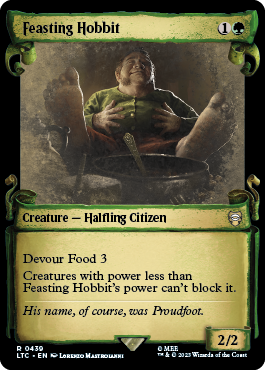 Feasting Hobbit 1
Creature — Halfling Citizen
Devour Food 3
Creatures with power less than
Feasting Hobbit's power can't block it.
His name, of course, was Proudfoot.
2/2
R 0439
LTC • EN Lorenzo Mastroianni
© MEE
™ & © 2023 Wizards of the Coast